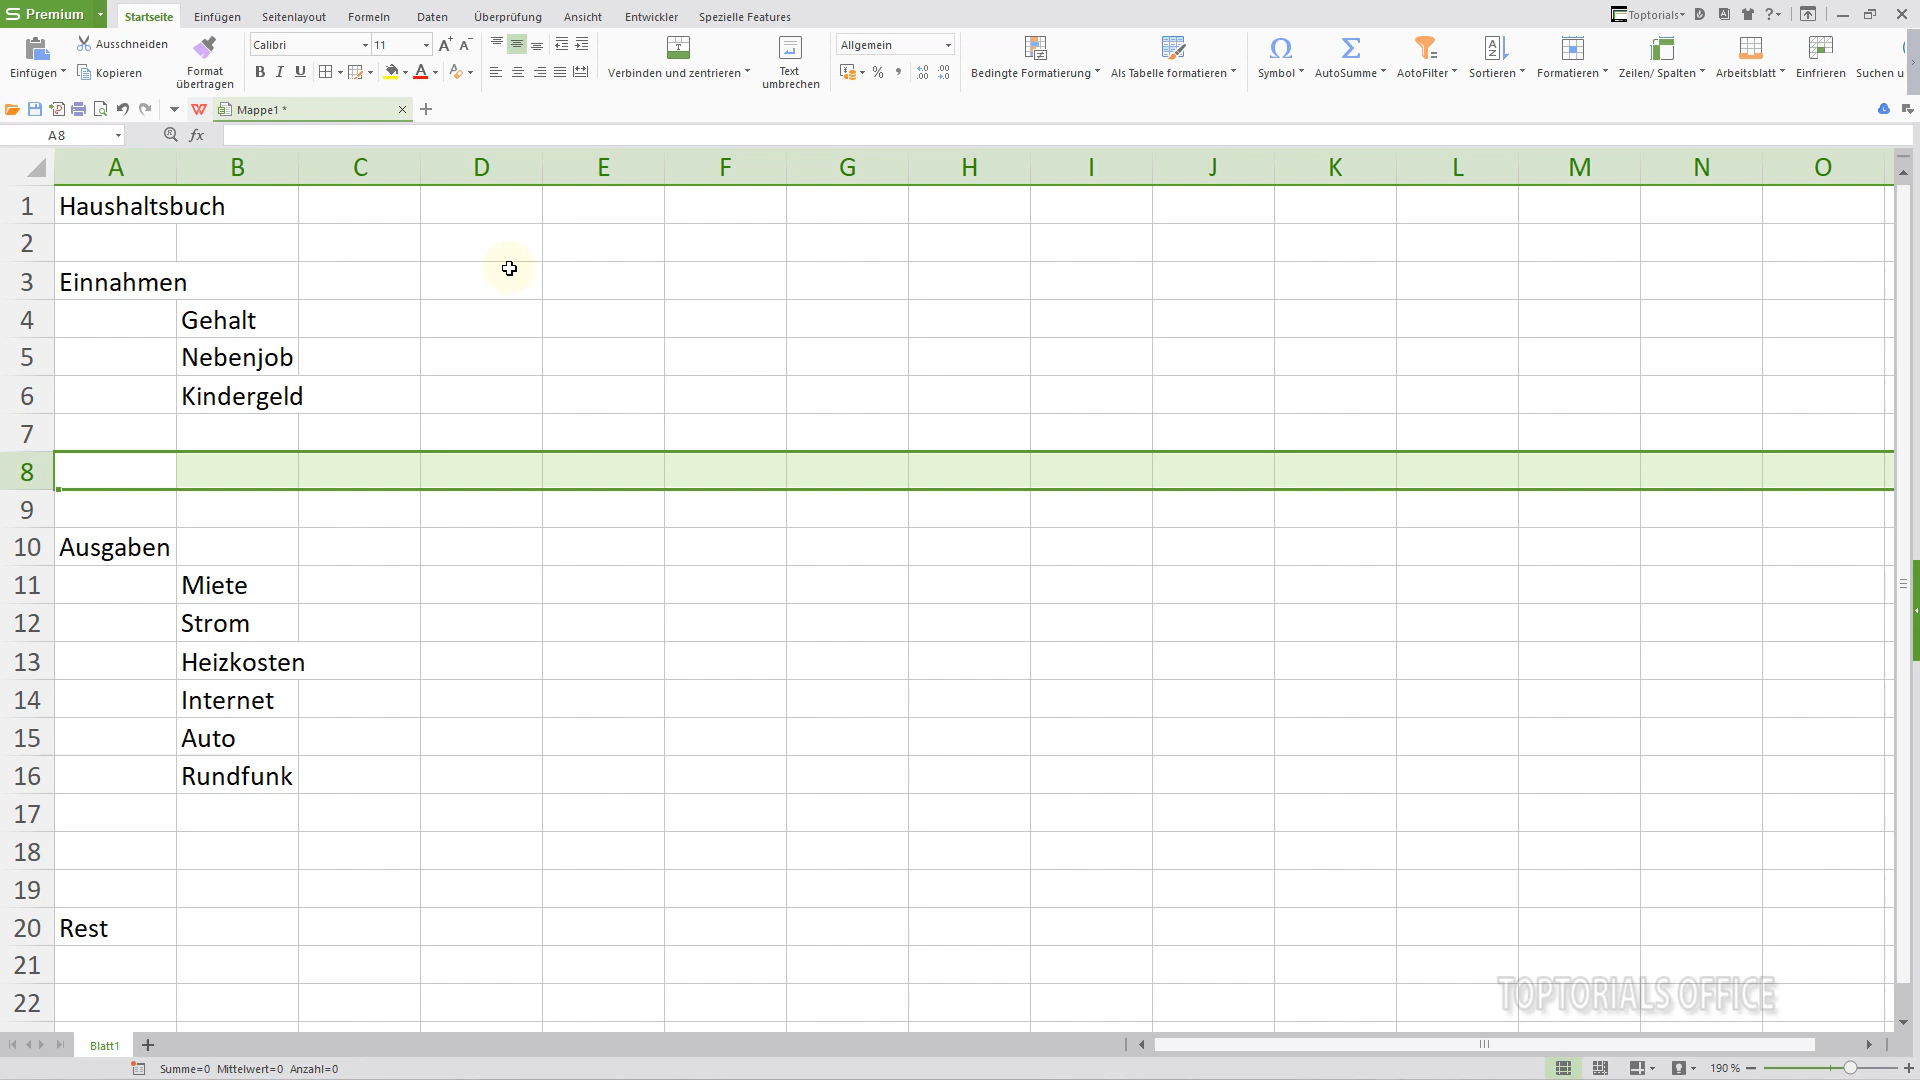 Premium Startseite Einfügen Seitenlayout Formeln Daten Überprüfung Ansicht Entwickler Spezielle Features Toptorials
Ausschneiden Calibri 11 Allgemein
Einfügen Kopieren Format übertragen B I U Verbinden und zentrieren Text umbrechen Bedingte Formatierung Als Tabelle formatieren Symbol AutoSumme AutoFilter Sortieren Formatieren Zeilen/ Spalten Arbeitsblatt Einfrieren Suchen u
Mappe1 *
A8 fx
A B C D E F G H I J K L M N O
1 Haushaltsbuch
2
3 Einnahmen
4 Gehalt
5 Nebenjob
6 Kindergeld
7
8
9
10 Ausgaben
11 Miete
12 Strom
13 Heizkosten
14 Internet
15 Auto
16 Rundfunk
17
18
19
20 Rest
21
22
TOPTORIALS OFFICE
Blatt1
Summe=0 Mittelwert=0 Anzahl=0 190 %